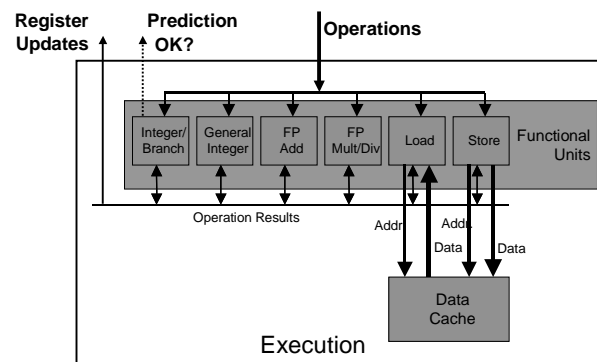 Register
Updates
Prediction
OK?
Operations
Integer/
Branch
General
Integer
FP
Add
FP
Mult/Div
Load
Store
Functional
Units
Operation Results
Addr.
Data
Addr.
Data
Data
Cache
Execution